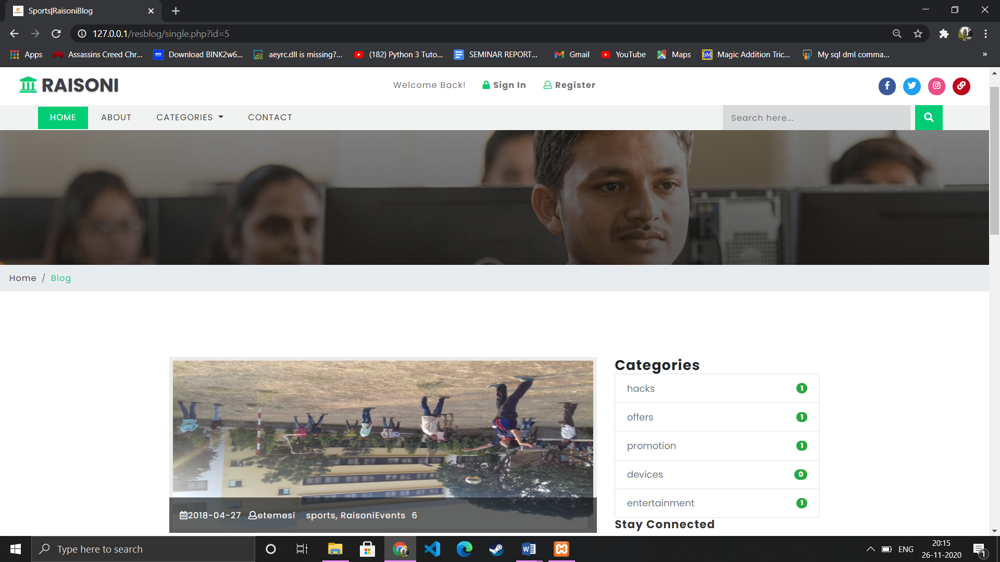 Sports|RaisoniBlog
127.0.0.1/resblog/single.php?id=5
Apps Assassins Creed Chr... Download BINK2w6... aeyrc.dll is missing?... (182) Python 3 Tuto... SEMINAR REPORT... Gmail YouTube Maps Magic Addition Tric... My sql dml comma... »
RAISONI Welcome Back! Sign In Register
HOME ABOUT CATEGORIES CONTACT Search here...
Home / Blog
Categories
hacks 1
offers 1
promotion 1
devices 0
entertainment 1
Stay Connected
2018-04-27 etemesi sports, RaisoniEvents 6
Type here to search
ENG
20:15
26-11-2020
1